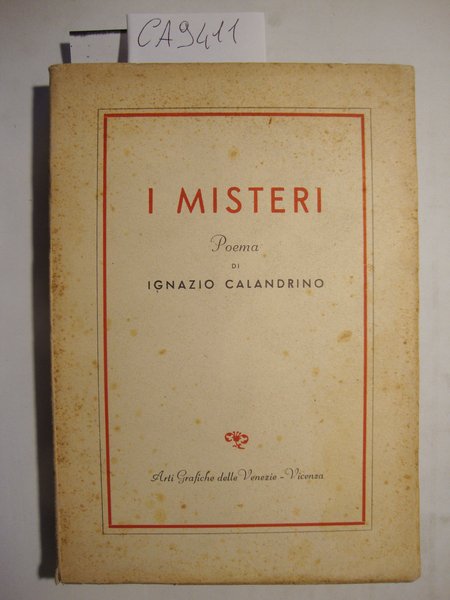 CA9411
I MISTERI
Poema
DI
IGNAZIO CALANDRINO
Arti Grafiche delle Venezie - Vicenza